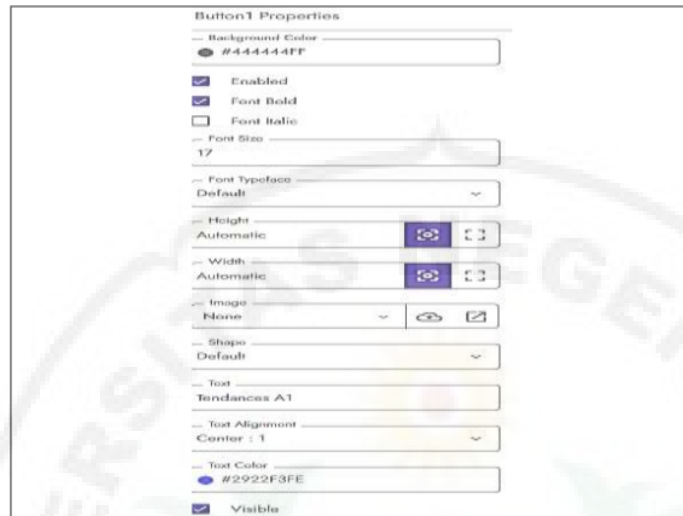 Button1 Properties
Background Color
#444444FF
Enabled
Font Bold
Font Italic
Font Size
17
Font Typeface
Default
Height
Automatic
Width
Automatic
Image
None
Shape
Default
Text
Tendances A1
Text Alignment
Center : 1
Text Color
#2922F3FE
Visible